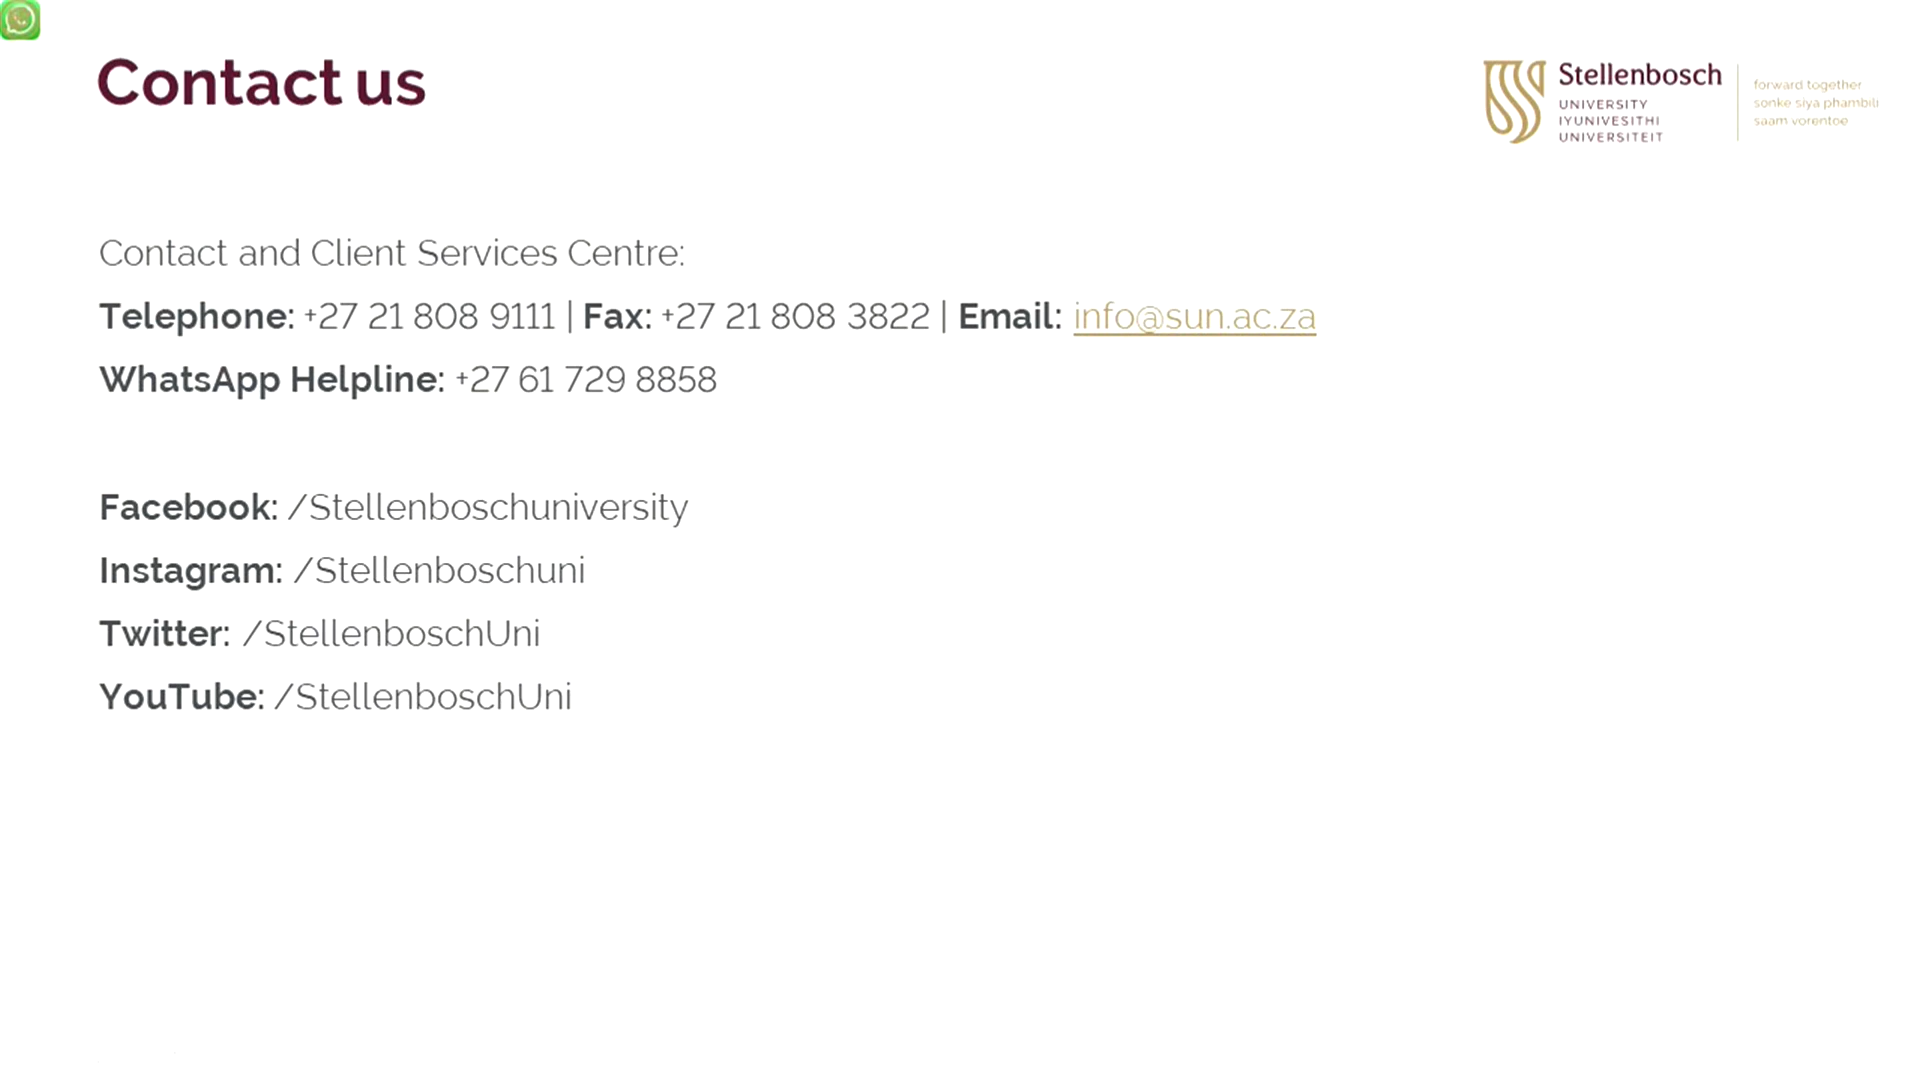 Contact us
Stellenbosch
UNIVERSITY
IYUNIVESITHI
UNIVERSITEIT
forward together
sonke siya phambili
saam vorentoe
Contact and Client Services Centre:
Telephone: +27 21 808 9111 | Fax: +27 21 808 3822 | Email: info@sun.ac.za
WhatsApp Helpline: +27 61 729 8858
Facebook: /Stellenboschuniversity
Instagram: /Stellenboschuni
Twitter: /StellenboschUni
YouTube: /StellenboschUni